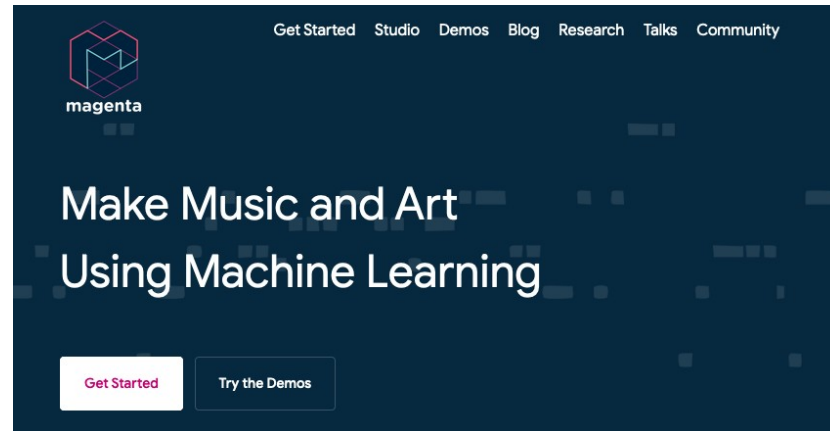 Get Started Studio Demos Blog Research Talks Community
magenta
Make Music and Art
Using Machine Learning
Get Started Try the Demos